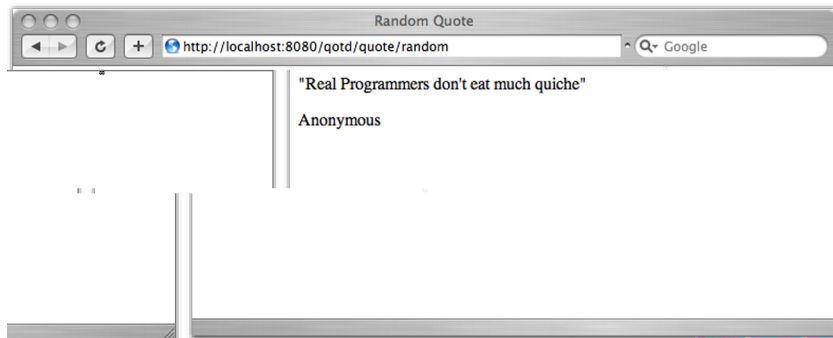 Random Quote
http://localhost:8080/qotd/quote/random
Google
"Real Programmers don't eat much quiche"
Anonymous